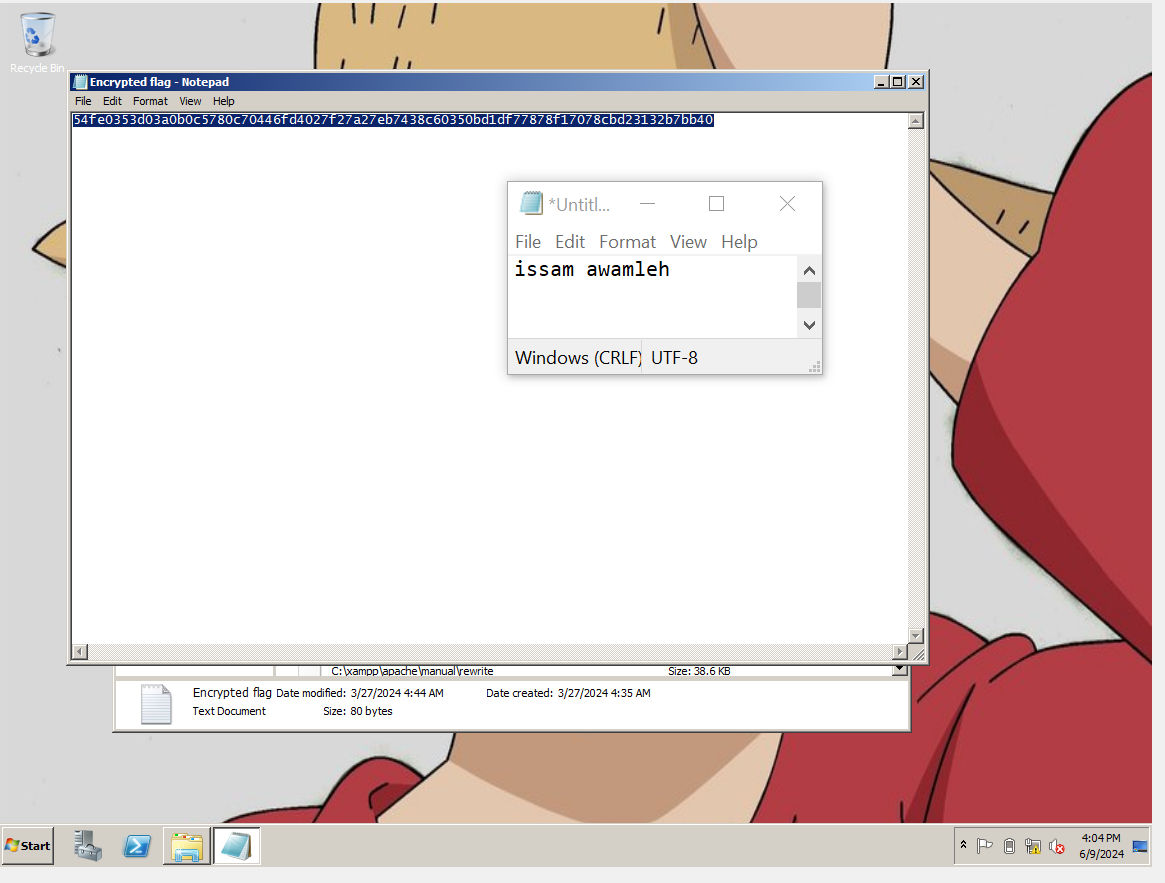 Recycle Bin
Encrypted flag - Notepad
File Edit Format View Help
54fe0353d03a0b0c5780c70446fd4027f27a27eb7438c60350bd1df77878f17078cbd23132b7bb40
*Untitl...
File Edit Format View Help
issam awamleh
Windows (CRLF) UTF-8
C:\xampp\apache\manual\rewrite Size: 38.6 KB
Encrypted flag Date modified: 3/27/2024 4:44 AM Date created: 3/27/2024 4:35 AM
Text Document Size: 80 bytes
Start
4:04 PM
6/9/2024